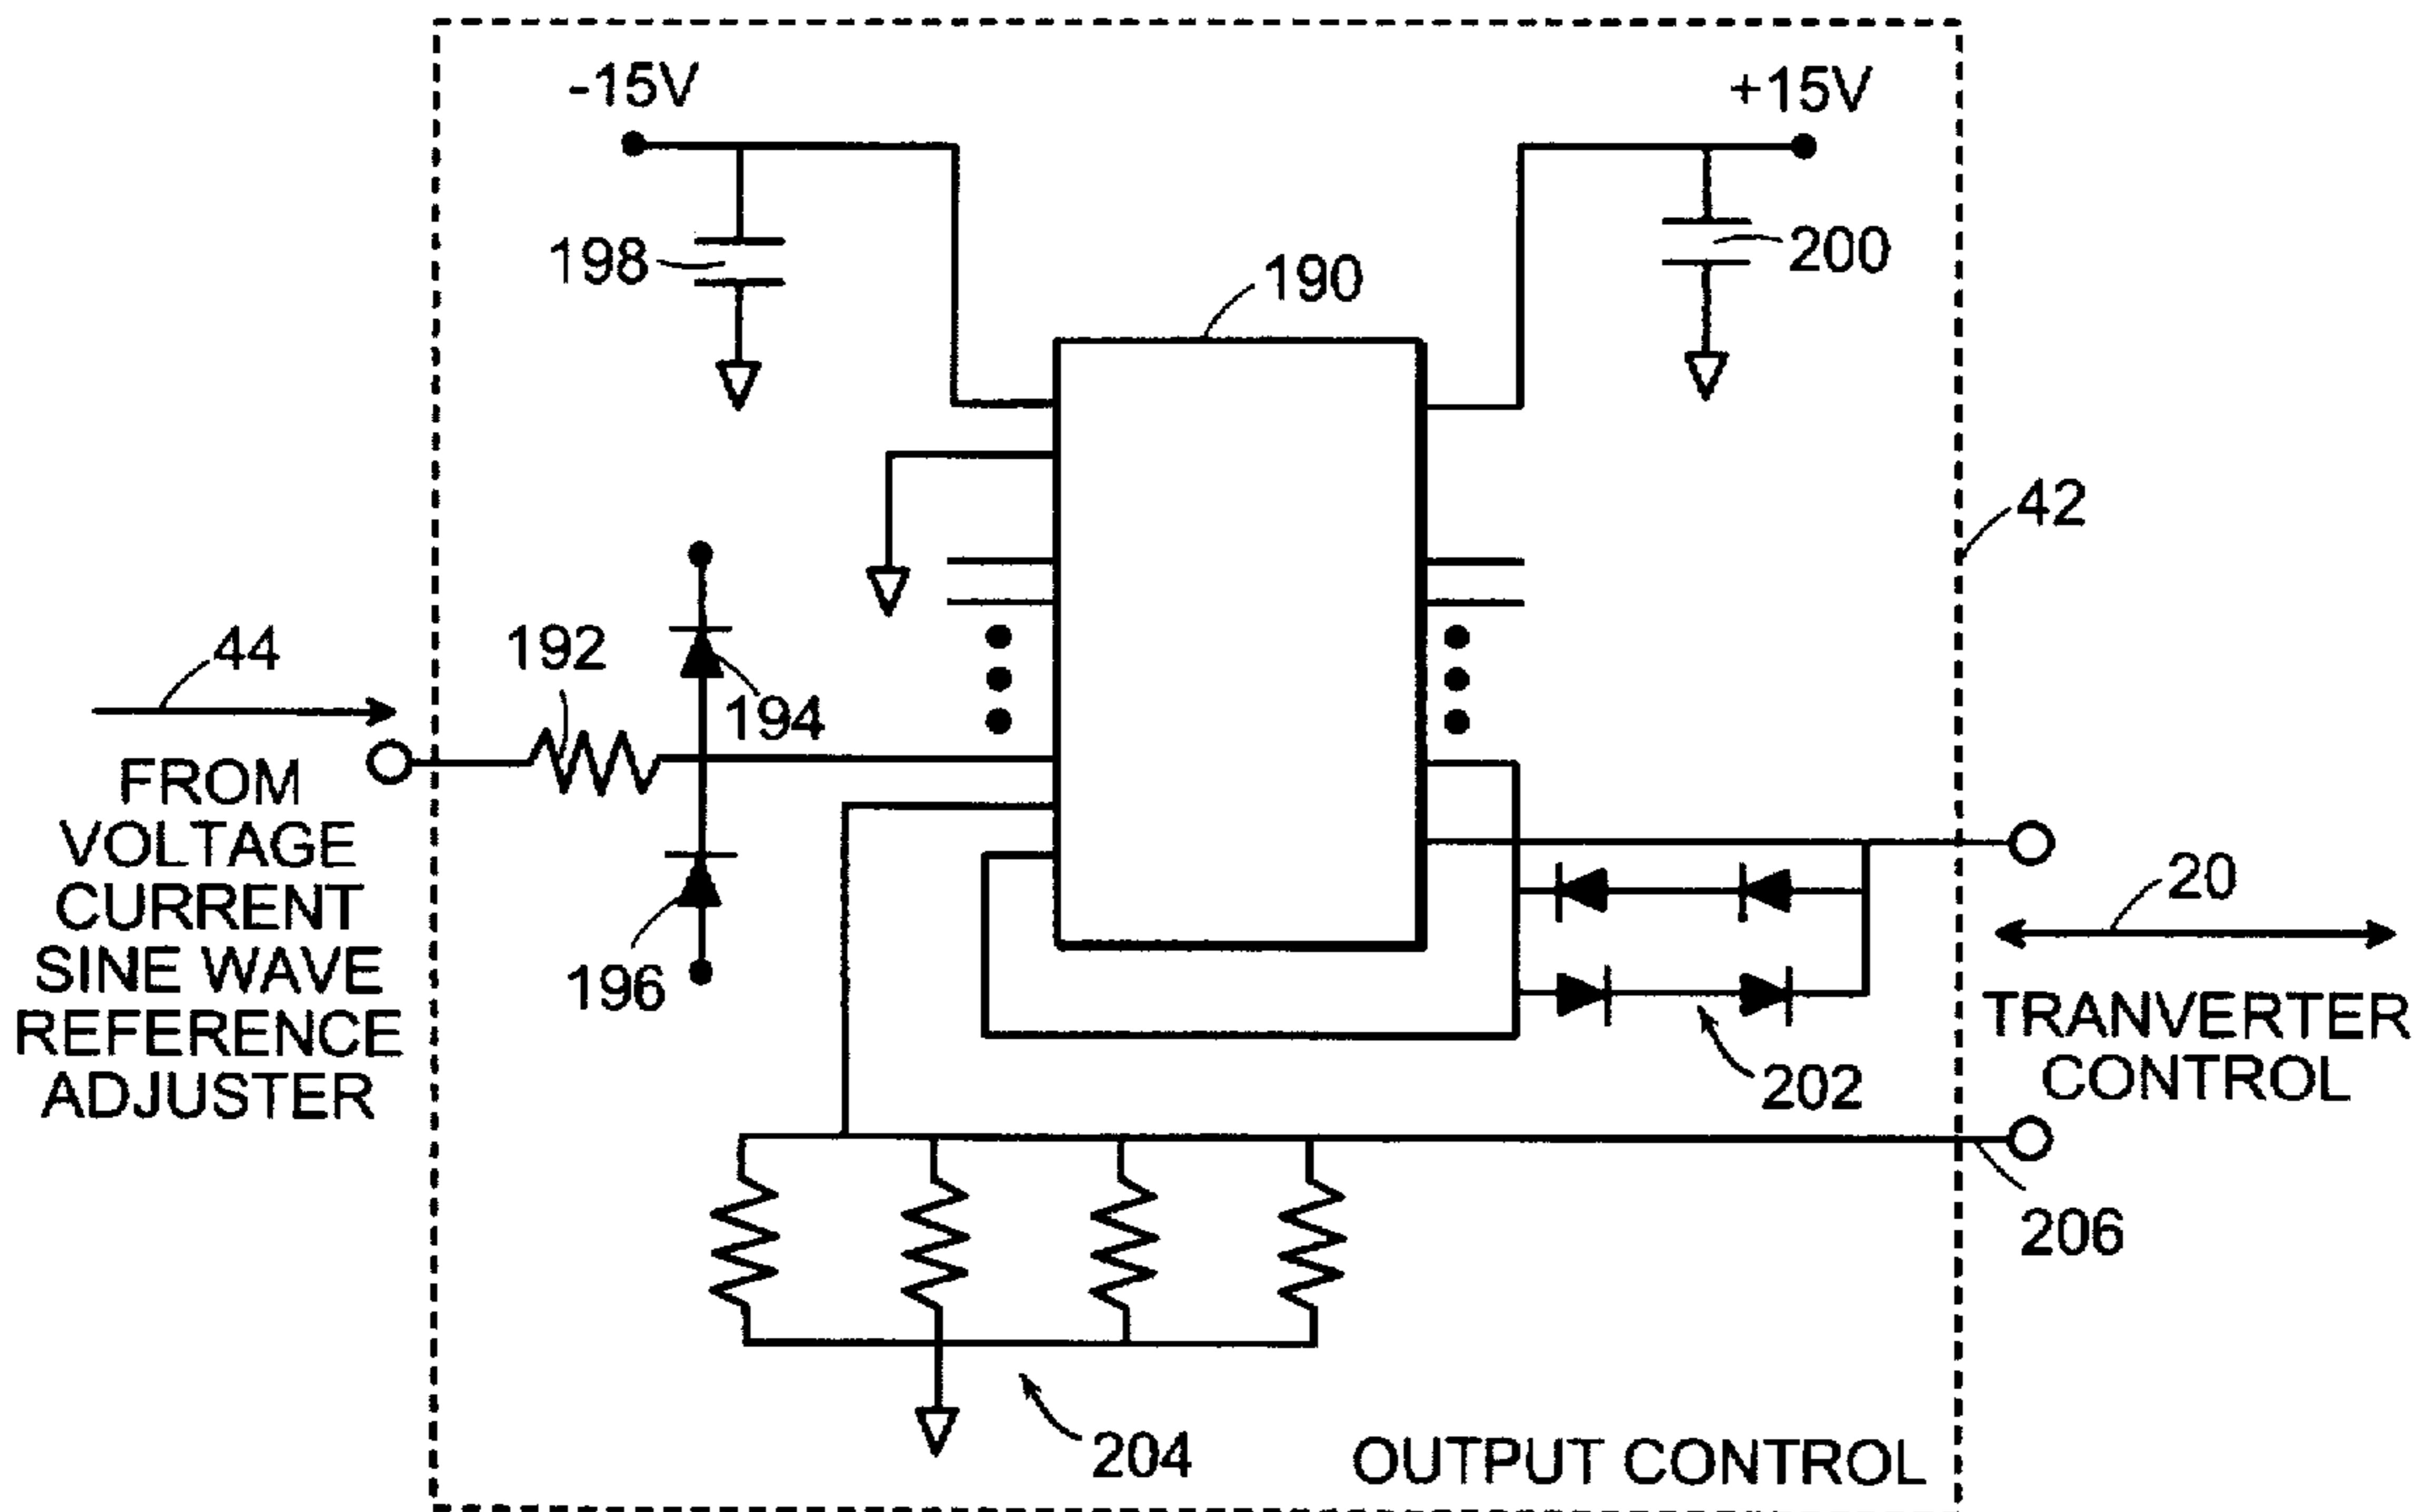 -15V
+15V
198
200
190
42
44
192
194
FROM
VOLTAGE
CURRENT
SINE WAVE
REFERENCE
ADJUSTER
196
20
TRANVERTER
CONTROL
202
206
204
OUTPUT CONTROL